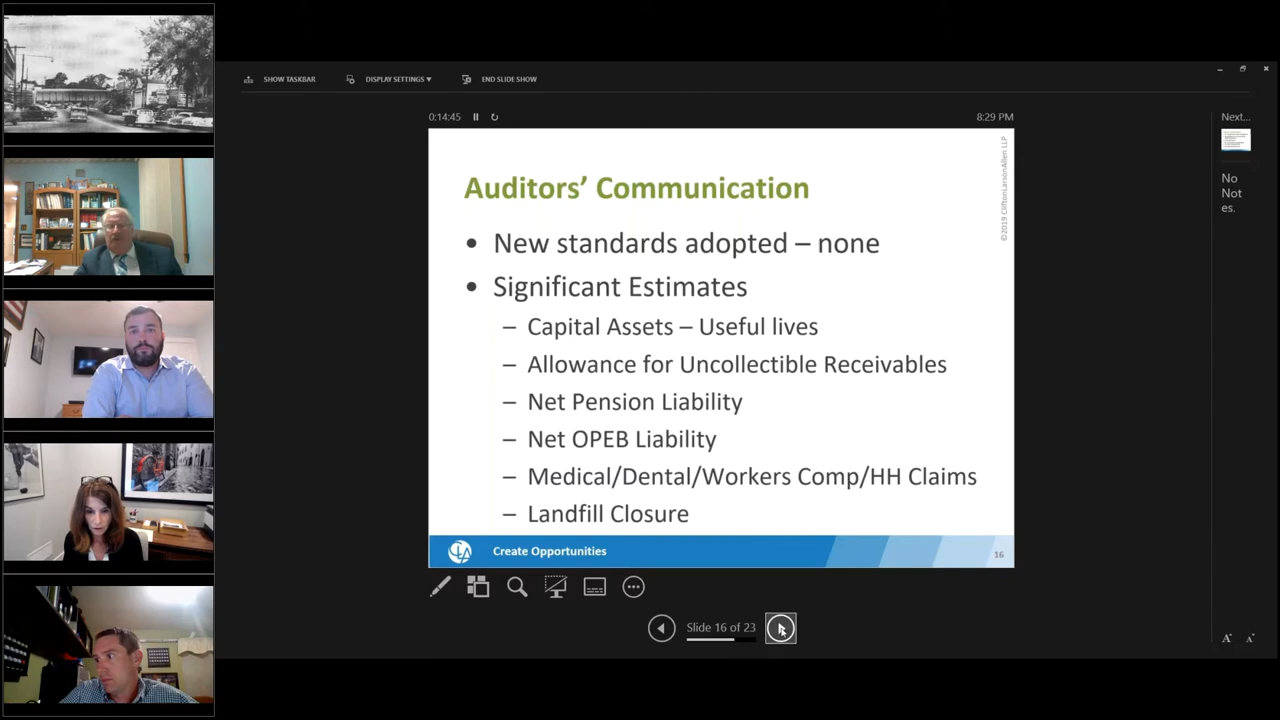 SHOW TASKBAR DISPLAY SETTINGS ▾ END SLIDE SHOW
0:14:45 8:29 PM
Next...
©2019 CliftonLarsonAllen LLP
Auditors’ Communication
• New standards adopted – none
• Significant Estimates
– Capital Assets – Useful lives
– Allowance for Uncollectible Receivables
– Net Pension Liability
– Net OPEB Liability
– Medical/Dental/Workers Comp/HH Claims
– Landfill Closure
CLA Create Opportunities 16
No
Not
es.
Slide 16 of 23
A A